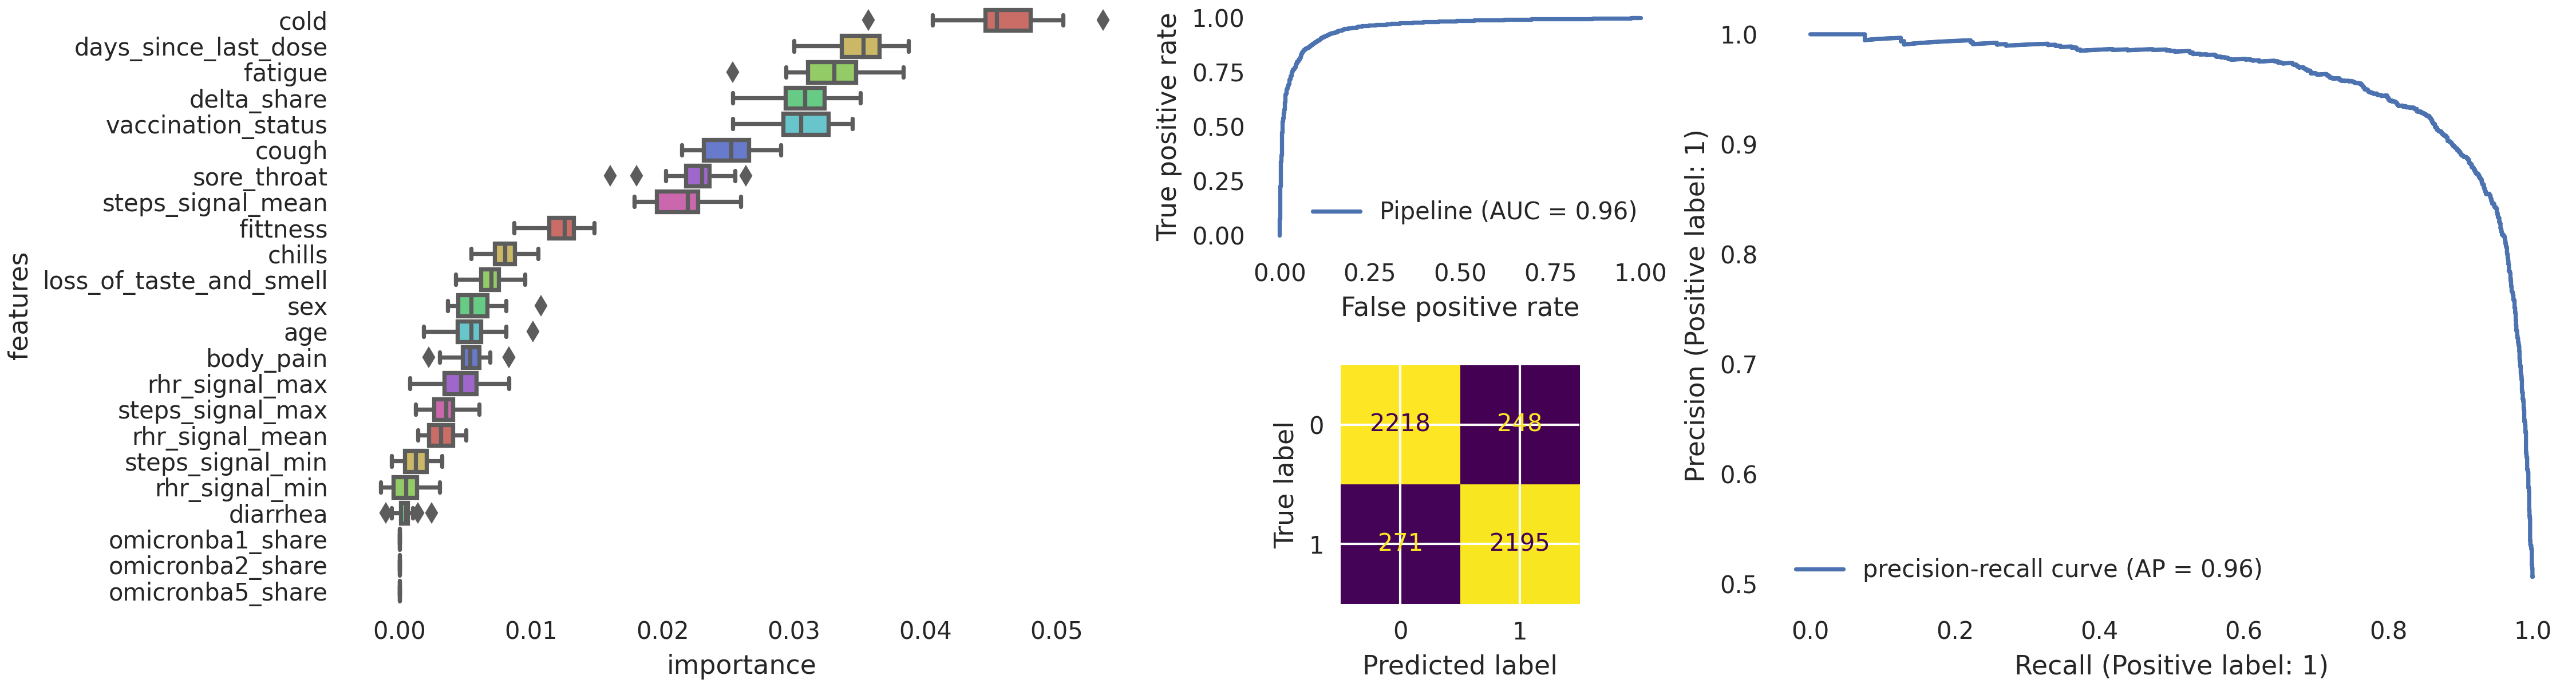 features
cold
days_since_last_dose
fatigue
delta_share
vaccination_status
cough
sore_throat
steps_signal_mean
fittness
chills
loss_of_taste_and_smell
sex
age
body_pain
rhr_signal_max
steps_signal_max
rhr_signal_mean
steps_signal_min
rhr_signal_min
diarrhea
omicronba1_share
omicronba2_share
omicronba5_share
0.00 0.01 0.02 0.03 0.04 0.05
importance
True positive rate
1.00
0.75
0.50
0.25
0.00
Pipeline (AUC = 0.96)
0.00 0.25 0.50 0.75 1.00
False positive rate
True label
0
1
2218 248
271 2195
0 1
Predicted label
Precision (Positive label: 1)
1.0
0.9
0.8
0.7
0.6
0.5
precision-recall curve (AP = 0.96)
0.0 0.2 0.4 0.6 0.8 1.0
Recall (Positive label: 1)